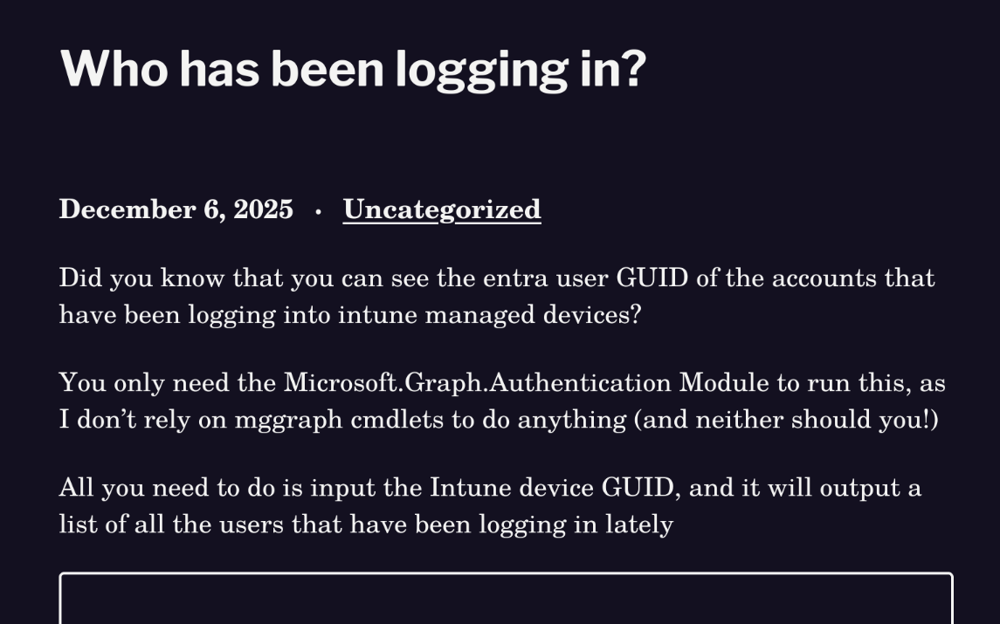 Who has been logging in?
December 6, 2025 · Uncategorized
Did you know that you can see the entra user GUID of the accounts that
have been logging into intune managed devices?
You only need the Microsoft.Graph.Authentication Module to run this, as
I don’t rely on mggraph cmdlets to do anything (and neither should you!)
All you need to do is input the Intune device GUID, and it will output a
list of all the users that have been logging in lately